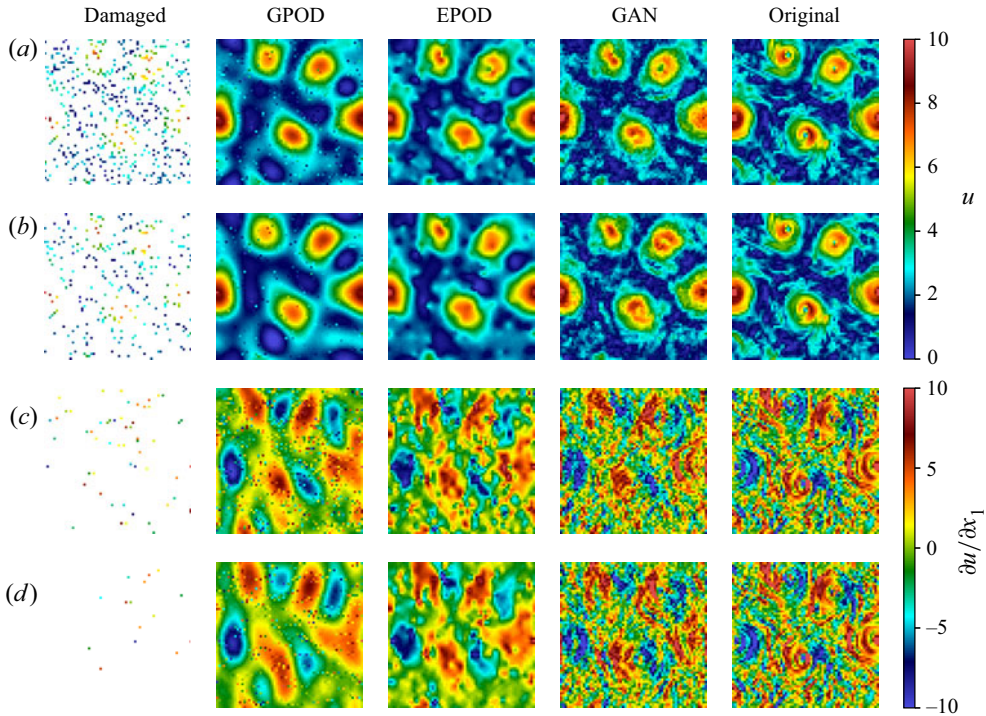 Damaged GPOD EPOD GAN Original
(a)
10
8
6
u
(b)
4
2
0
(c)
10
5
0
∂u/∂x1
(d)
−5
−10